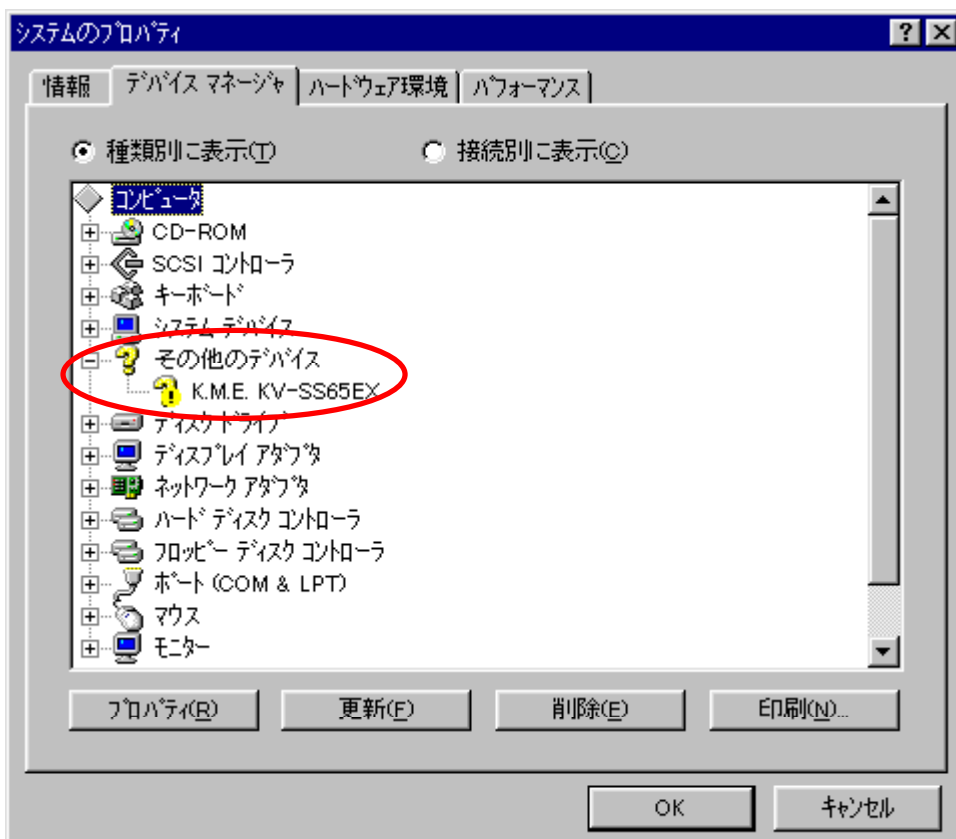 システムのプロパティ
情報 デバイス マネージャ ハードウェア環境 パフォーマンス
種類別に表示(T) 接続別に表示(C)
コンピュータ
CD-ROM
SCSI コントローラ
キーボード
システム デバイス
その他のデバイス
K.M.E. KV-SS65EX
ディスク ドライブ
ディスプレイ アダプタ
ネットワーク アダプタ
ハード ディスク コントローラ
フロッピー ディスク コントローラ
ポート (COM & LPT)
マウス
モニター
プロパティ(R) 更新(F) 削除(E) 印刷(N)...
OK キャンセル